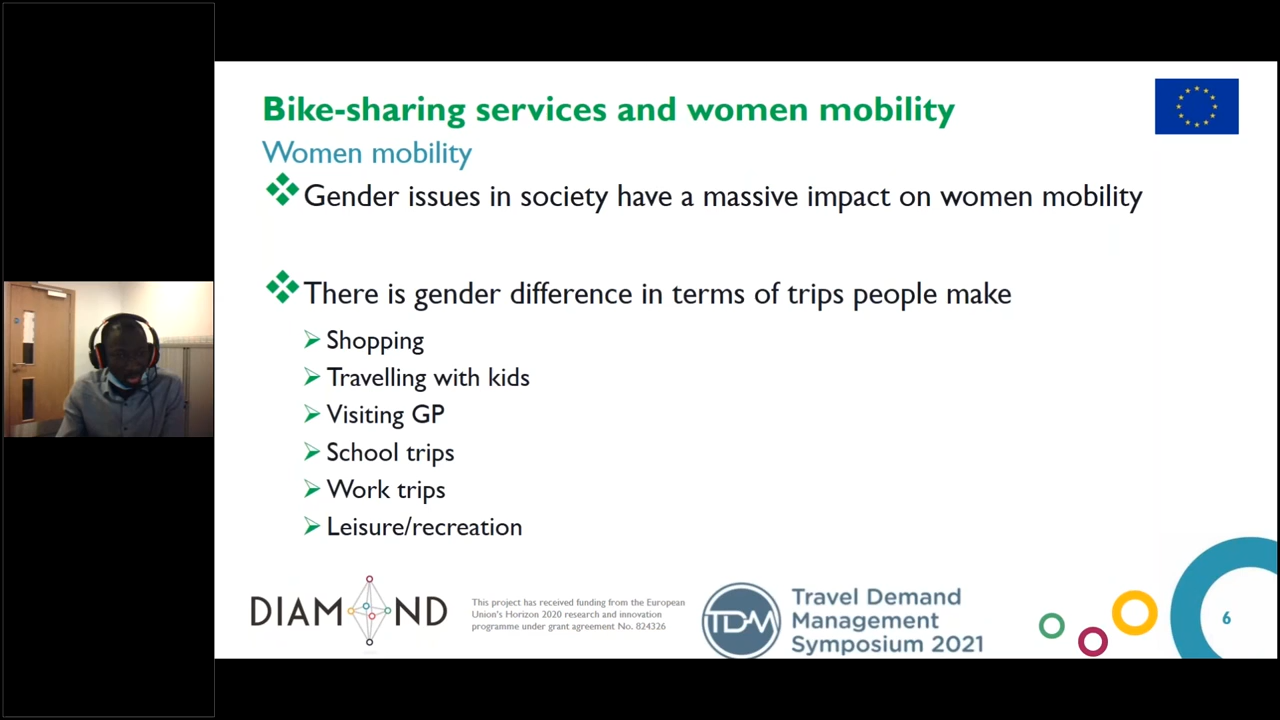 Bike-sharing services and women mobility
Women mobility
Gender issues in society have a massive impact on women mobility
There is gender difference in terms of trips people make
Shopping
Travelling with kids
Visiting GP
School trips
Work trips
Leisure/recreation
DIAMOND
This project has received funding from the European
Union's Horizon 2020 research and innovation
programme under grant agreement No. 824326
TDM
Travel Demand
Management
Symposium 2021
6